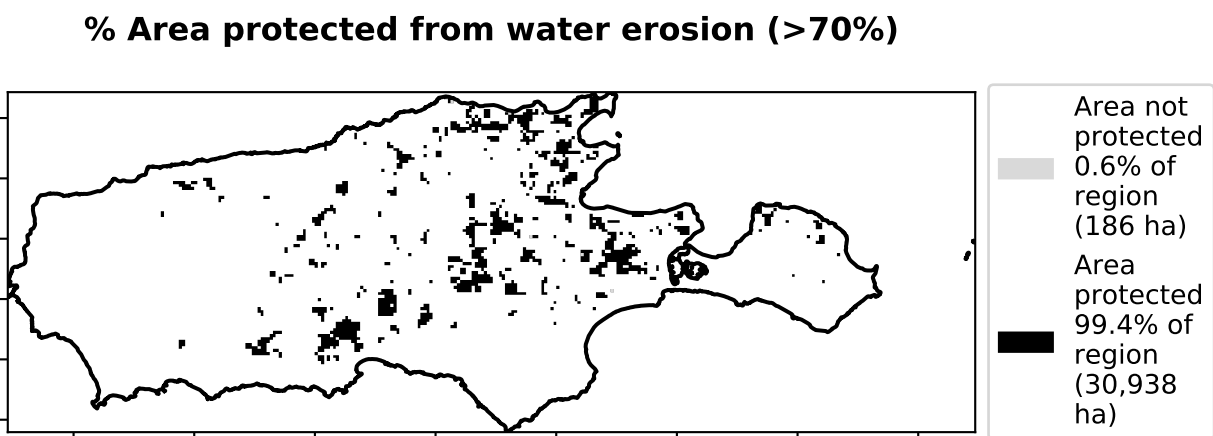 % Area protected from water erosion (>70%)
Area not
protected
0.6% of
region
(186 ha)
Area
protected
99.4% of
region
(30,938
ha)